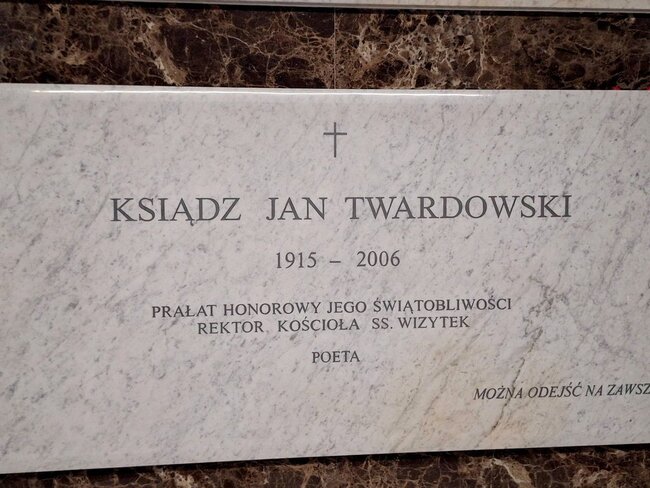 KSIĄDZ JAN TWARDOWSKI
1915 – 2006
PRAŁAT HONOROWY JEGO ŚWIĄTOBLIWOŚCI
REKTOR KOŚCIOŁA SS. WIZYTEK
POETA
MOŻNA ODEJŚĆ NA ZAWSZ